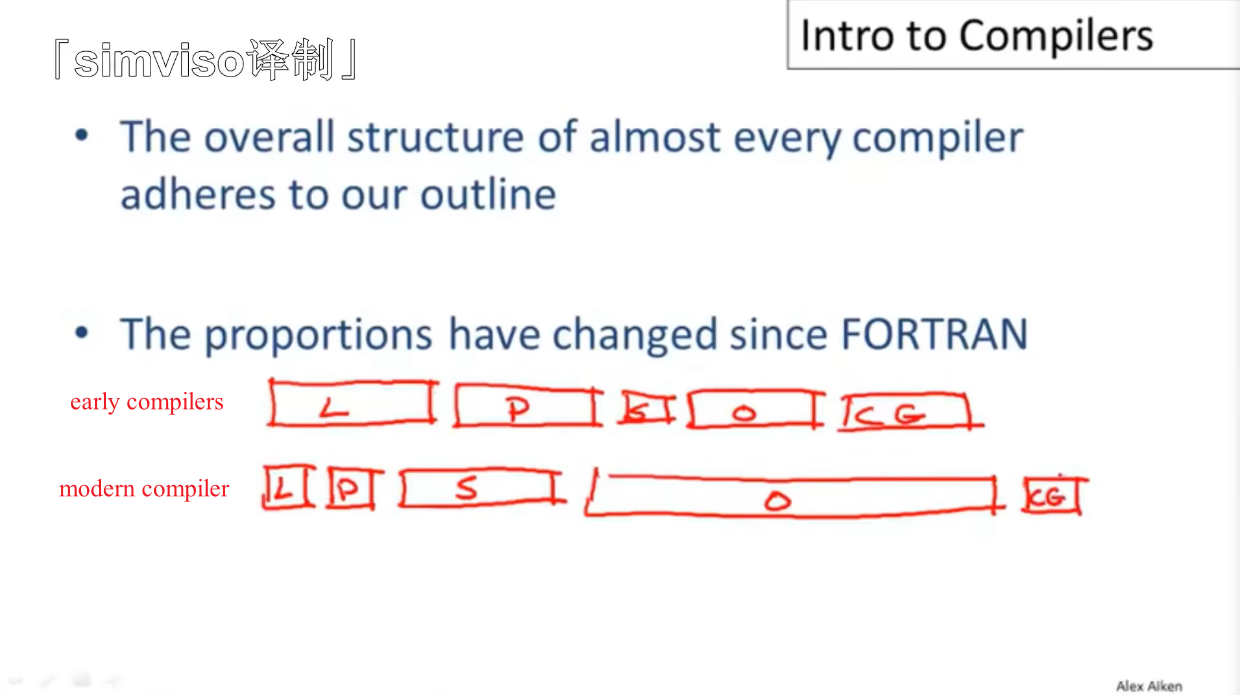 「simviso译制」
Intro to Compilers
• The overall structure of almost every compiler
adheres to our outline
• The proportions have changed since FORTRAN
early compilers L P S O C G
modern compiler L P S O CG
Alex Aiken